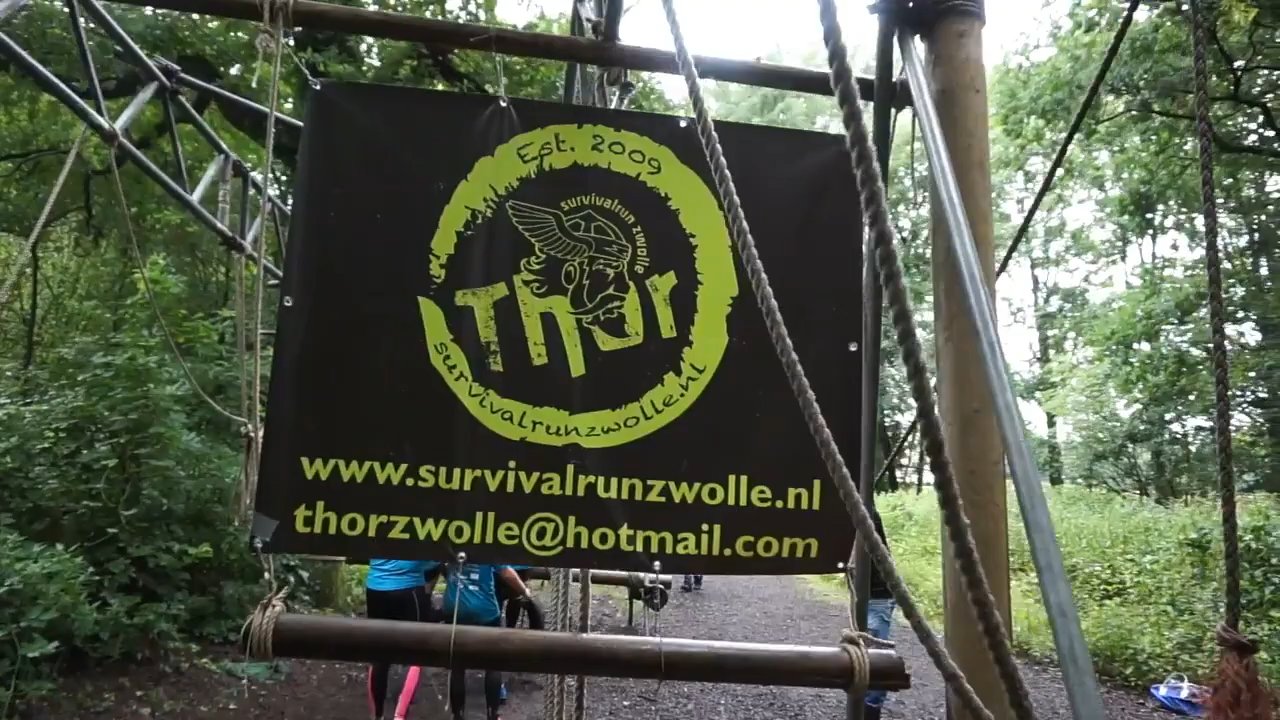 Est. 2009
survivalrun zwolle
Thor
survivalrunzwolle.nl
www.survivalrunzwolle.nl
thorzwolle@hotmail.com